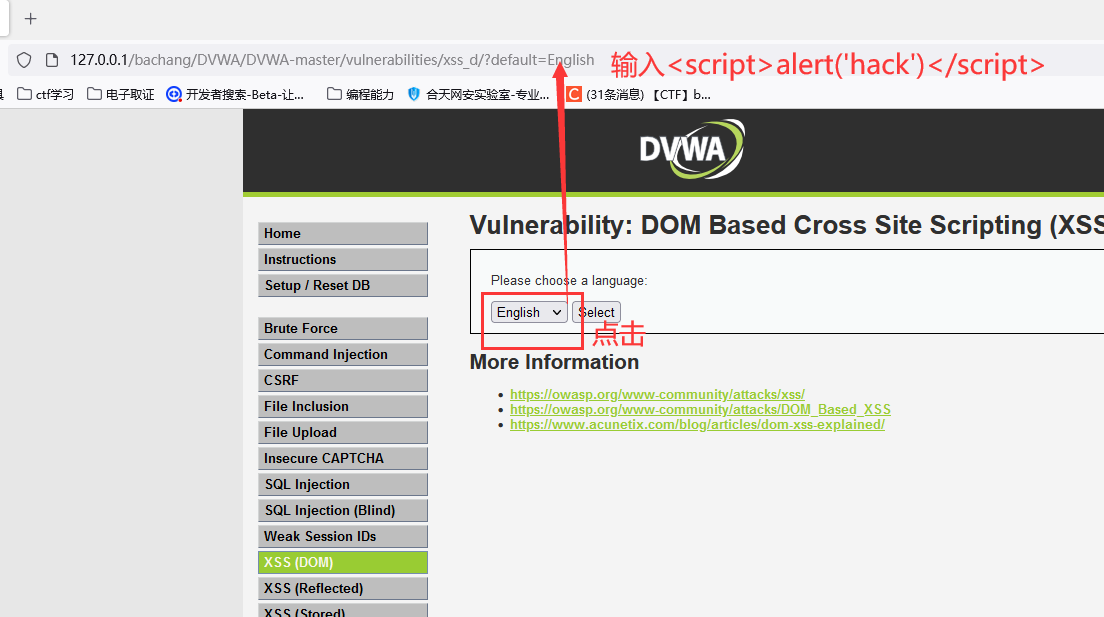 127.0.0.1/bachang/DVWA/DVWA-master/vulnerabilities/xss_d/?default=English 输入<script>alert('hack')</script>
ctf学习 电子取证 开发者搜索-Beta-让... 编程能力 合天网安实验室-专业... (31条消息) 【CTF】b...
DVWA
Vulnerability: DOM Based Cross Site Scripting (XSS
Please choose a language:
English Select
点击
More Information
https://owasp.org/www-community/attacks/xss/
https://owasp.org/www-community/attacks/DOM_Based_XSS
https://www.acunetix.com/blog/articles/dom-xss-explained/
Home
Instructions
Setup / Reset DB
Brute Force
Command Injection
CSRF
File Inclusion
File Upload
Insecure CAPTCHA
SQL Injection
SQL Injection (Blind)
Weak Session IDs
XSS (DOM)
XSS (Reflected)
XSS (Stored)